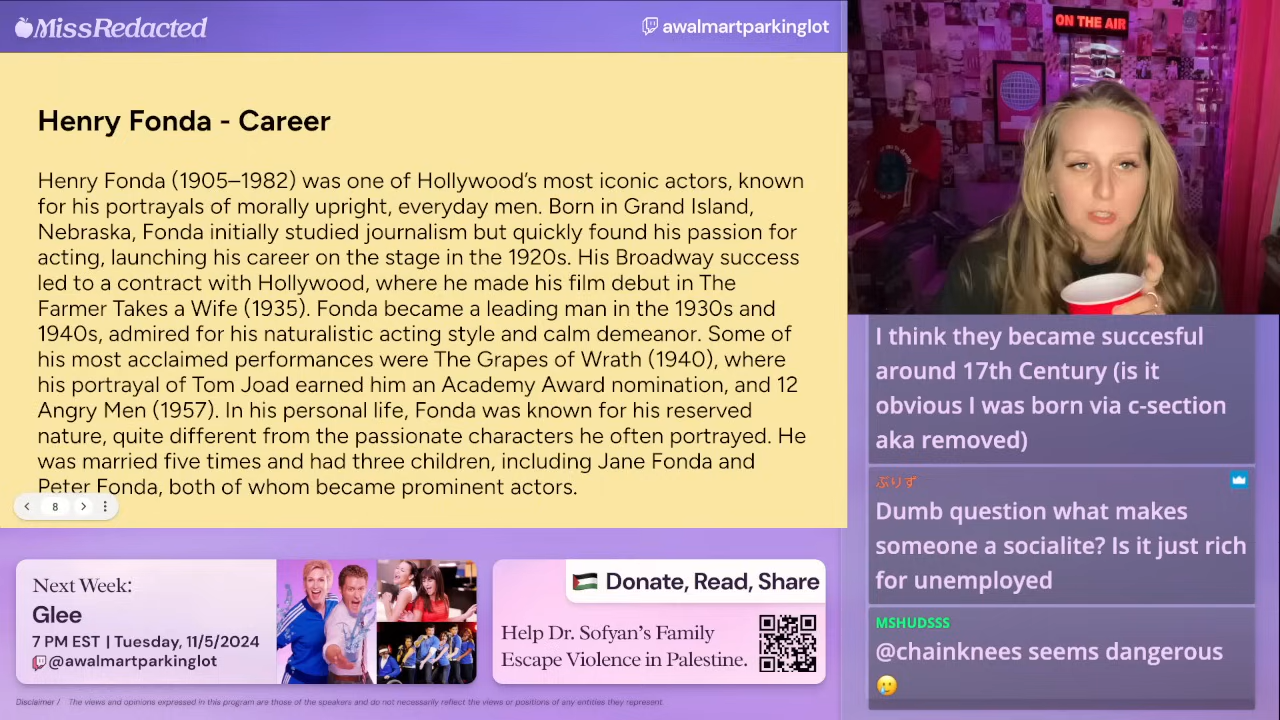 MissRedacted
awalmartparkinglot
ON THE AIR
Henry Fonda - Career
Henry Fonda (1905–1982) was one of Hollywood’s most iconic actors, known
for his portrayals of morally upright, everyday men. Born in Grand Island,
Nebraska, Fonda initially studied journalism but quickly found his passion for
acting, launching his career on the stage in the 1920s. His Broadway success
led to a contract with Hollywood, where he made his film debut in The
Farmer Takes a Wife (1935). Fonda became a leading man in the 1930s and
1940s, admired for his naturalistic acting style and calm demeanor. Some of
his most acclaimed performances were The Grapes of Wrath (1940), where
his portrayal of Tom Joad earned him an Academy Award nomination, and 12
Angry Men (1957). In his personal life, Fonda was known for his reserved
nature, quite different from the passionate characters he often portrayed. He
was married five times and had three children, including Jane Fonda and
Peter Fonda, both of whom became prominent actors.
8
I think they became succesful
around 17th Century (is it
obvious I was born via c-section
aka removed)
ぶりず
Dumb question what makes
someone a socialite? Is it just rich
for unemployed
MSHUDSSS
@chainknees seems dangerous
🥲
Next Week:
Glee
7 PM EST | Tuesday, 11/5/2024
@awalmartparkinglot
🇵🇸 Donate, Read, Share
Help Dr. Sofyan’s Family
Escape Violence in Palestine.
Disclaimer / The views and opinions expressed in this program are those of the speakers and do not necessarily reflect the views or positions of any entities they represent.